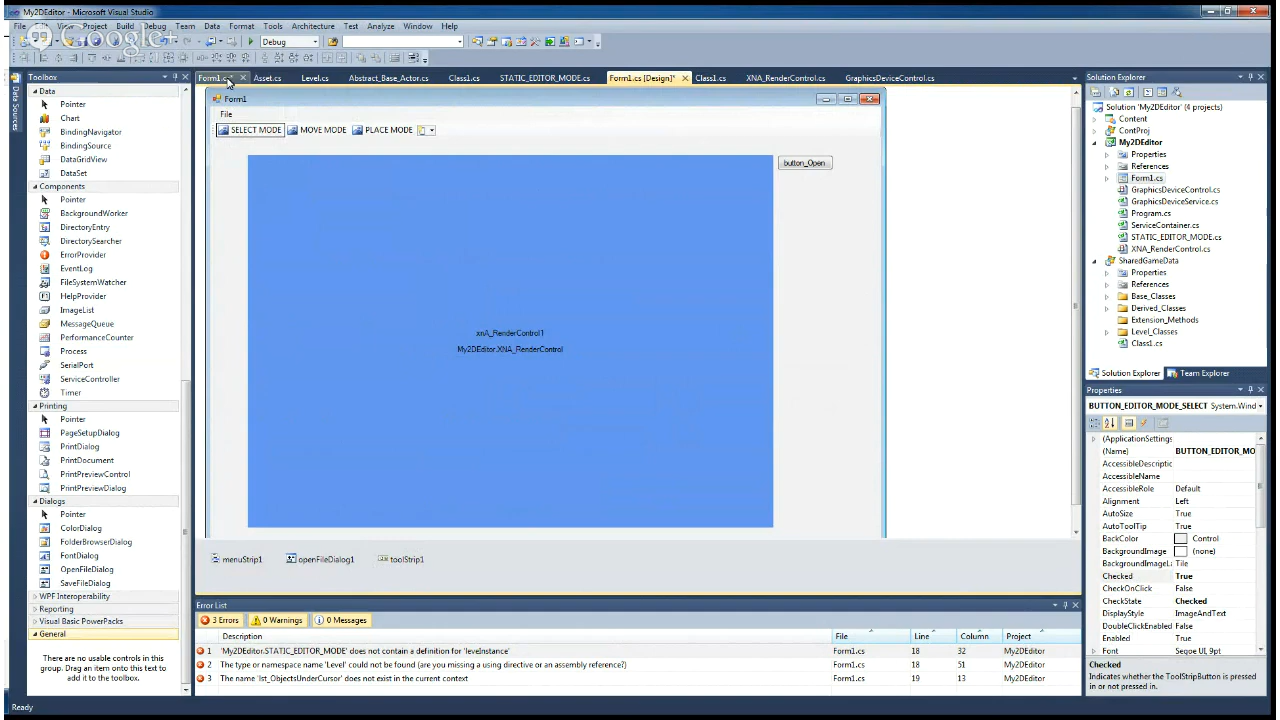 My2DEditor - Microsoft Visual Studio
File Edit View Project Build Debug Team Data Format Tools Architecture Test Analyze Window Help
Google+
Debug
Toolbox
Form1.cs* Asset.cs Level.cs Abstract_Base_Actor.cs Class1.cs STATIC_EDITOR_MODE.cs Form1.cs [Design]* Class1.cs XNA_RenderControl.cs GraphicsDeviceControl.cs
Data Sources
Data
Pointer
Chart
BindingNavigator
BindingSource
DataGridView
DataSet
Components
Pointer
BackgroundWorker
DirectoryEntry
DirectorySearcher
ErrorProvider
EventLog
FileSystemWatcher
HelpProvider
ImageList
MessageQueue
PerformanceCounter
Process
SerialPort
ServiceController
Timer
Printing
Pointer
PageSetupDialog
PrintDialog
PrintDocument
PrintPreviewControl
PrintPreviewDialog
Dialogs
Pointer
ColorDialog
FolderBrowserDialog
FontDialog
OpenFileDialog
SaveFileDialog
WPF Interoperability
Reporting
Visual Basic PowerPacks
General
There are no usable controls in this
group. Drag an item onto this text to
add it to the toolbox.
Form1
File
SELECT MODE MOVE MODE PLACE MODE
button_Open
xnA_RenderControl1
My2DEditor.XNA_RenderControl
menuStrip1 openFileDialog1 toolStrip1
Error List
3 Errors 0 Warnings 0 Messages
Description File Line Column Project
1 'My2DEditor.STATIC_EDITOR_MODE' does not contain a definition for 'levelInstance' Form1.cs 18 32 My2DEditor
2 The type or namespace name 'Level' could not be found (are you missing a using directive or an assembly reference?) Form1.cs 18 51 My2DEditor
3 The name 'lst_ObjectsUnderCursor' does not exist in the current context Form1.cs 19 13 My2DEditor
Solution Explorer
Solution 'My2DEditor' (4 projects)
Content
ContProj
My2DEditor
Properties
References
Form1.cs
GraphicsDeviceControl.cs
GraphicsDeviceService.cs
Program.cs
ServiceContainer.cs
STATIC_EDITOR_MODE.cs
XNA_RenderControl.cs
SharedGameData
Properties
References
Base_Classes
Derived_Classes
Extension_Methods
Level_Classes
Class1.cs
Solution Explorer Team Explorer
Properties
BUTTON_EDITOR_MODE_SELECT System.Wind
(ApplicationSettings
(Name) BUTTON_EDITOR_MO
AccessibleDescriptic
AccessibleName
AccessibleRole Default
Alignment Left
AutoSize True
AutoToolTip True
BackColor Control
BackgroundImage (none)
BackgroundImageLa Tile
Checked True
CheckOnClick False
CheckState Checked
DisplayStyle ImageAndText
DoubleClickEnabled False
Enabled True
Font Segoe UI, 9pt
Checked
Indicates whether the ToolStripButton is pressed
in or not pressed in.
Ready